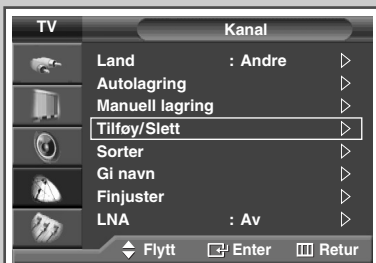 TV Kanal
Land : Andre
Autolagring
Manuell lagring
Tilføy/Slett
Sorter
Gi navn
Finjuster
LNA : Av
Flytt Enter Retur